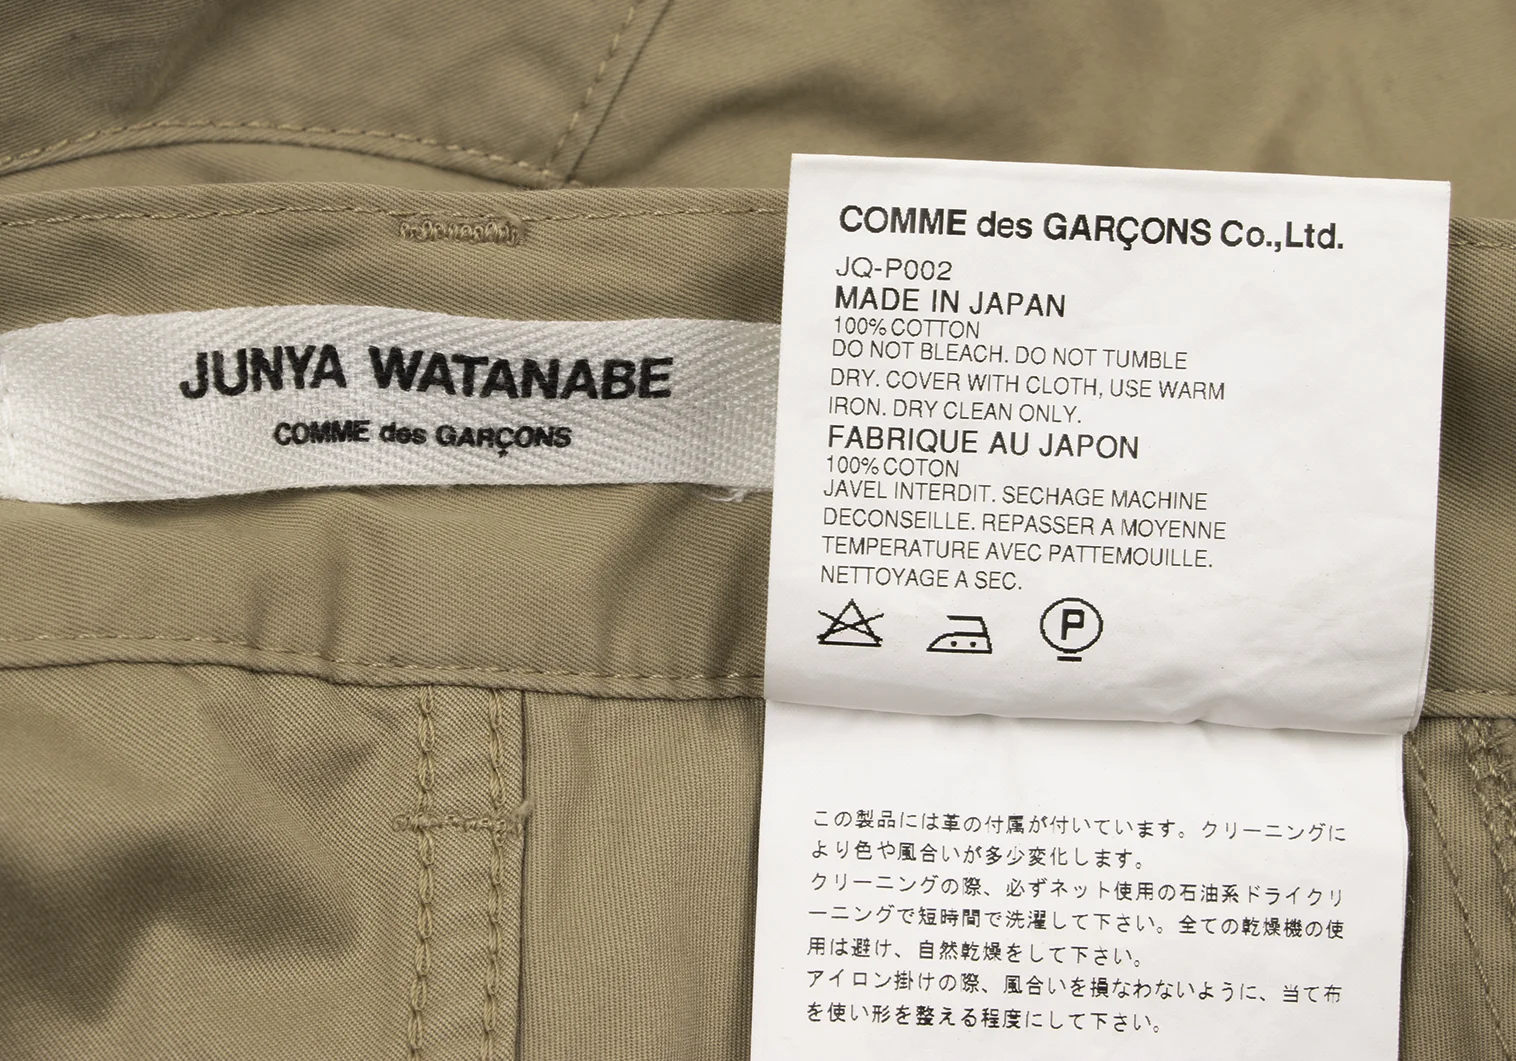 JUNYA WATANABE
COMME des GARÇONS
COMME des GARÇONS Co.,Ltd.
JQ-P002
MADE IN JAPAN
100% COTTON
DO NOT BLEACH. DO NOT TUMBLE
DRY. COVER WITH CLOTH, USE WARM
IRON. DRY CLEAN ONLY.
FABRIQUE AU JAPON
100% COTON
JAVEL INTERDIT. SECHAGE MACHINE
DECONSEILLE. REPASSER A MOYENNE
TEMPERATURE AVEC PATTEMOUILLE.
NETTOYAGE A SEC.
P
この製品には革の付属が付いています。クリーニングに
より色や風合いが多少変化します。
クリーニングの際、必ずネット使用の石油系ドライクリ
ーニングで短時間で洗濯して下さい。全ての乾燥機の使
用は避け、自然乾燥をして下さい。
アイロン掛けの際、風合いを損なわないように、当て布
を使い形を整える程度にして下さい。